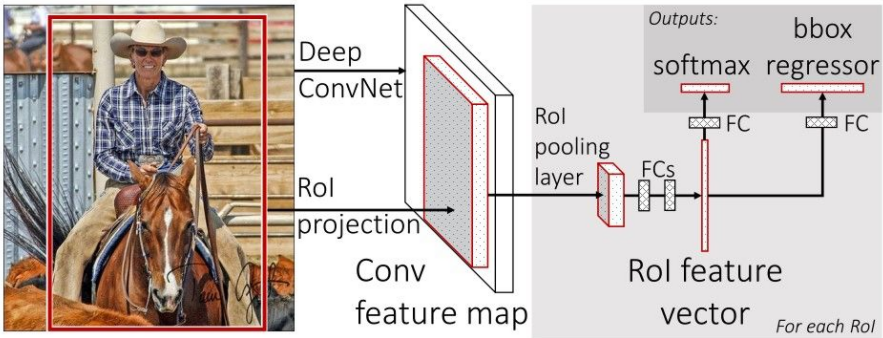 Deep
ConvNet
RoI
projection
Conv
feature map
RoI
pooling
layer
FCs
RoI feature
vector
For each RoI
Outputs:
softmax
bbox
regressor
FC
FC